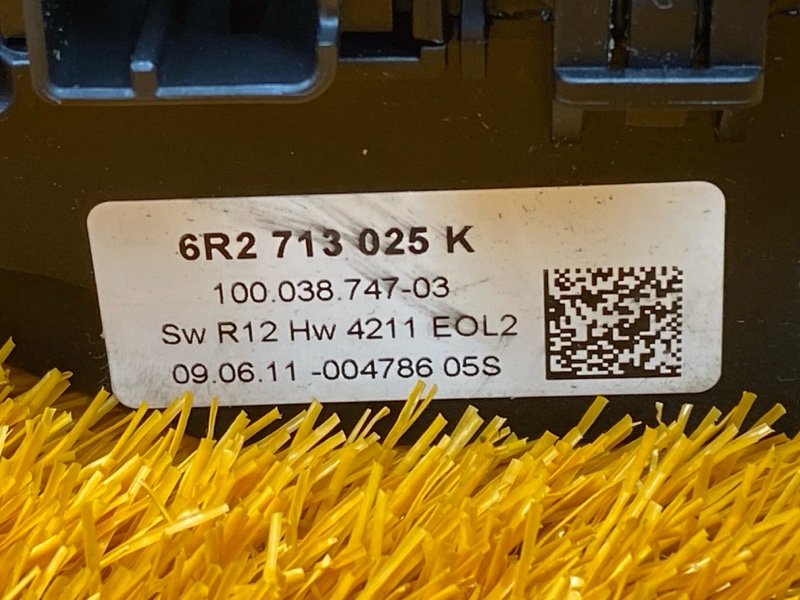 6R2 713 025 K
100.038.747-03
Sw R12 Hw 4211 EOL2
09.06.11 -004786 05S